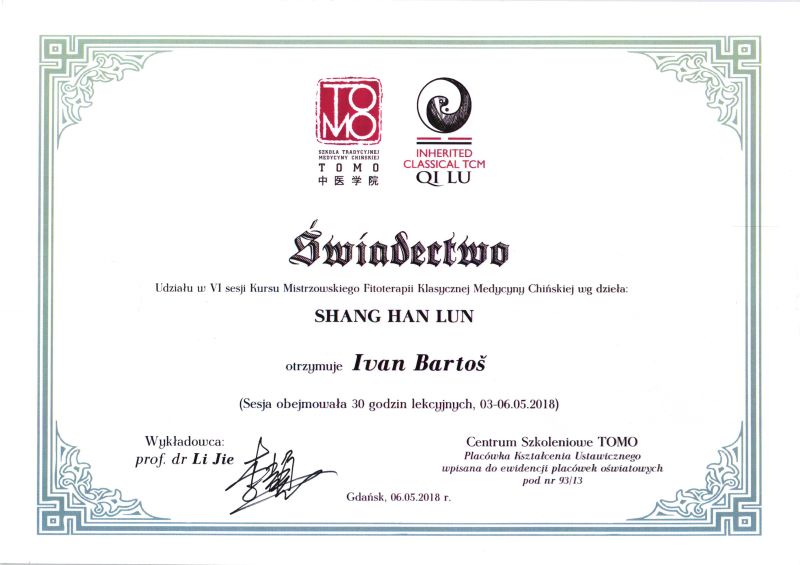 TOMO
SZKOŁA TRADYCYJNEJ
MEDYCYNY CHIŃSKIEJ
TOMO
中医学院
INHERITED
CLASSICAL TCM
QI LU
Świadectwo
Udziału w VI sesji Kursu Mistrzowskiego Fitoterapii Klasycznej Medycyny Chińskiej wg dzieła:
SHANG HAN LUN
otrzymuje Ivan Bartoš
(Sesja obejmowała 30 godzin lekcyjnych, 03-06.05.2018)
Wykładowca:
prof. dr Li Jie
Gdańsk, 06.05.2018 r.
Centrum Szkoleniowe TOMO
Placówka Kształcenia Ustawicznego
wpisana do ewidencji placówek oświatowych
pod nr 93/13